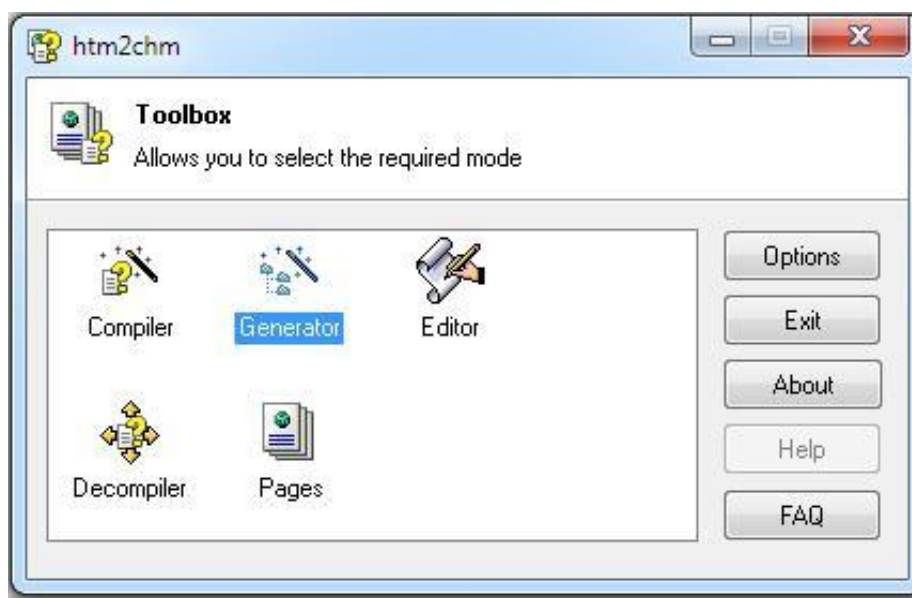 htm2chm
Toolbox
Allows you to select the required mode
Compiler
Generator
Editor
Decompiler
Pages
Options
Exit
About
Help
FAQ